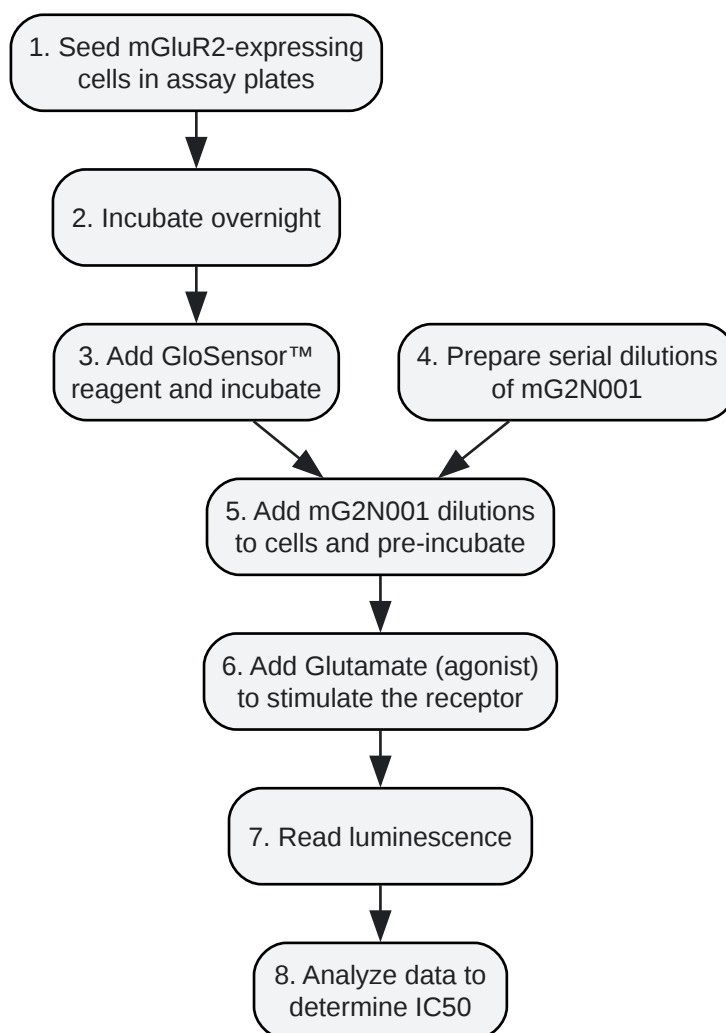 1. Seed mGluR2-expressing
cells in assay plates
2. Incubate overnight
3. Add GloSensor™
reagent and incubate
4. Prepare serial dilutions
of mG2N001
5. Add mG2N001 dilutions
to cells and pre-incubate
6. Add Glutamate (agonist)
to stimulate the receptor
7. Read luminescence
8. Analyze data to
determine IC50